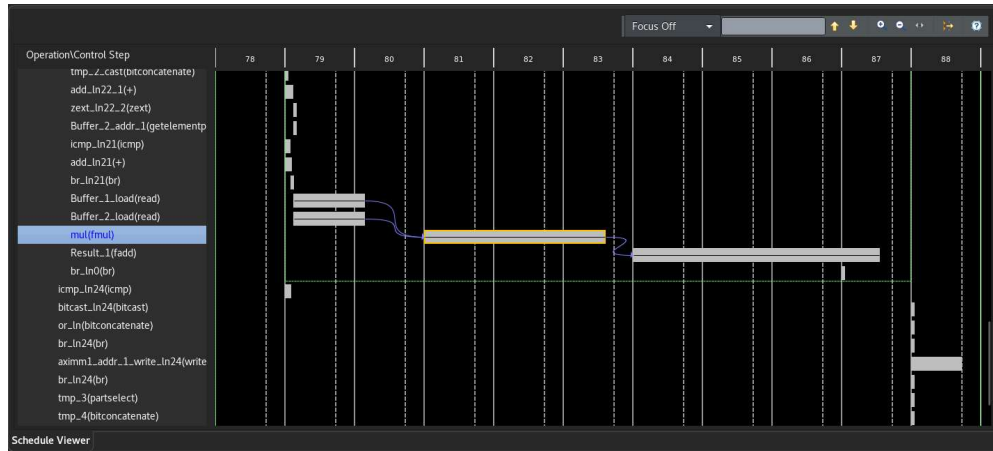 Focus Off
Operation\Control Step 78 79 80 81 82 83 84 85 86 87 88
tmp_2_cast(bitconcatenate)
add_ln22_1(+)
zext_ln22_2(zext)
Buffer_2_addr_1(getelementp
icmp_ln21(icmp)
add_ln21(+)
br_ln21(br)
Buffer_1_load(read)
Buffer_2_load(read)
mul(fmul)
Result_1(fadd)
br_ln0(br)
icmp_ln24(icmp)
bitcast_ln24(bitcast)
or_ln(bitconcatenate)
br_ln24(br)
aximm1_addr_1_write_ln24(write
br_ln24(br)
tmp_3(partselect)
tmp_4(bitconcatenate)
Schedule Viewer